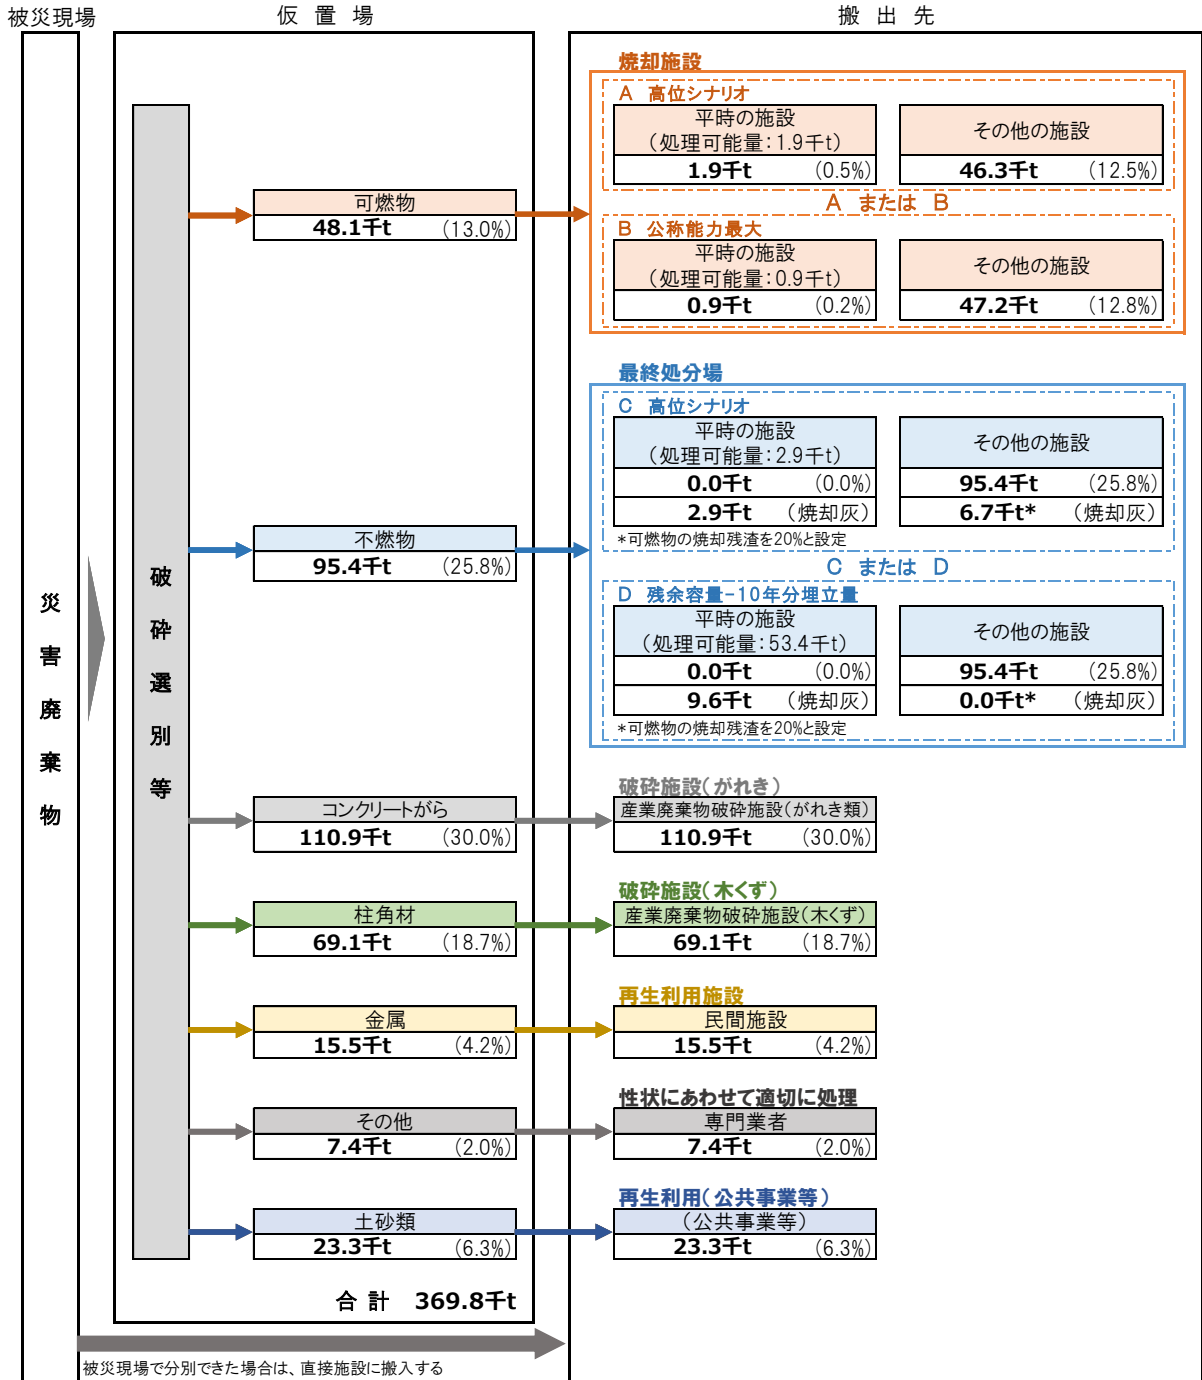 被災現場
仮 置 場
搬 出 先
災害廃棄物
破砕選別等
焼却施設
A 高位シナリオ
平時の施設
（処理可能量：1.9千t）
1.9千t (0.5%)
その他の施設
46.3千t (12.5%)
可燃物
48.1千t (13.0%)
A または B
B 公称能力最大
平時の施設
（処理可能量：0.9千t）
0.9千t (0.2%)
その他の施設
47.2千t (12.8%)
最終処分場
C 高位シナリオ
平時の施設
（処理可能量：2.9千t）
0.0千t (0.0%)
2.9千t （焼却灰）
その他の施設
95.4千t (25.8%)
6.7千t* （焼却灰）
*可燃物の焼却残渣を20%と設定
不燃物
95.4千t (25.8%)
C または D
D 残余容量-10年分埋立量
平時の施設
（処理可能量：53.4千t）
0.0千t (0.0%)
9.6千t （焼却灰）
その他の施設
95.4千t (25.8%)
0.0千t* （焼却灰）
*可燃物の焼却残渣を20%と設定
破砕施設（がれき）
コンクリートがら
110.9千t (30.0%)
産業廃棄物破砕施設（がれき類）
110.9千t (30.0%)
破砕施設（木くず）
柱角材
69.1千t (18.7%)
産業廃棄物破砕施設（木くず）
69.1千t (18.7%)
再生利用施設
金属
15.5千t (4.2%)
民間施設
15.5千t (4.2%)
性状にあわせて適切に処理
その他
7.4千t (2.0%)
専門業者
7.4千t (2.0%)
再生利用（公共事業等）
土砂類
23.3千t (6.3%)
（公共事業等）
23.3千t (6.3%)
合 計 369.8千t
被災現場で分別できた場合は、直接施設に搬入する